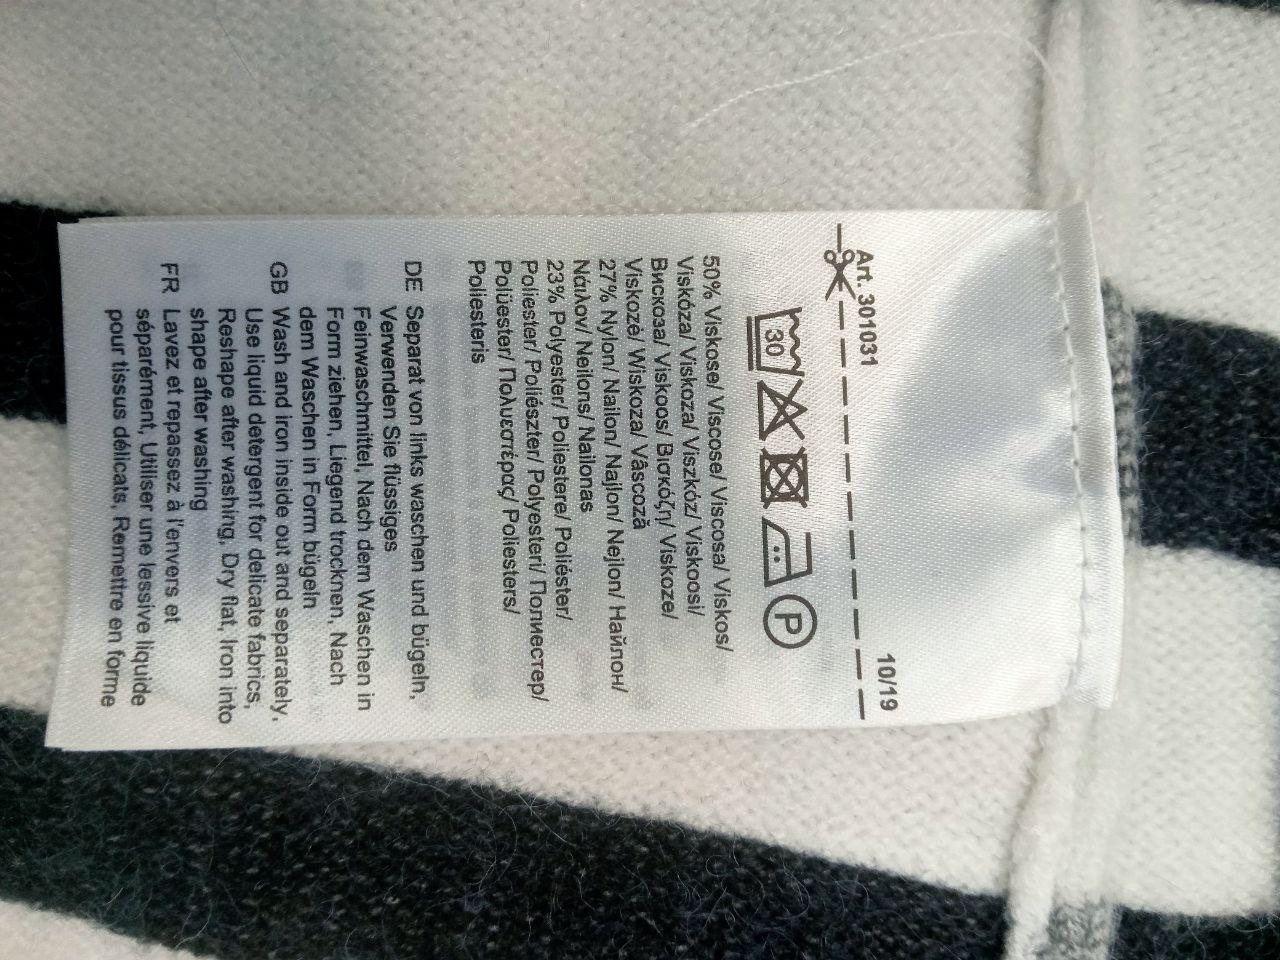 Art. 301031
10/19
30
P
50% Viskose/ Viscose/ Viscosa/ Viskos/
Viskóza/ Viskoza/ Viszkóz/ Viskoosi/
Вискоза/ Viskoos/ Βισκόζη/ Viskoze/
Viskozė/ Wiskoza/ Vâscoză
27% Nylon/ Nailon/ Najlon/ Nejlon/ Найлон/
Νάιλον/ Neilons/ Nailonas
23% Polyester/ Poliestere/ Poliéster/
Poliester/ Poliészter/ Polyesteri/ Полиестер/
Polüester/ Πολυεστέρας/ Poliesters/
Poliesteris
DE Separat von links waschen und bügeln,
Verwenden Sie flüssiges
Feinwaschmittel, Nach dem Waschen in
Form ziehen, Liegend trocknen, Nach
dem Waschen in Form bügeln
GB Wash and iron inside out and separately,
Use liquid detergent for delicate fabrics,
Reshape after washing, Dry flat, Iron into
shape after washing
FR Lavez et repassez à l'envers et
séparément, Utiliser une lessive liquide
pour tissus délicats, Remettre en forme